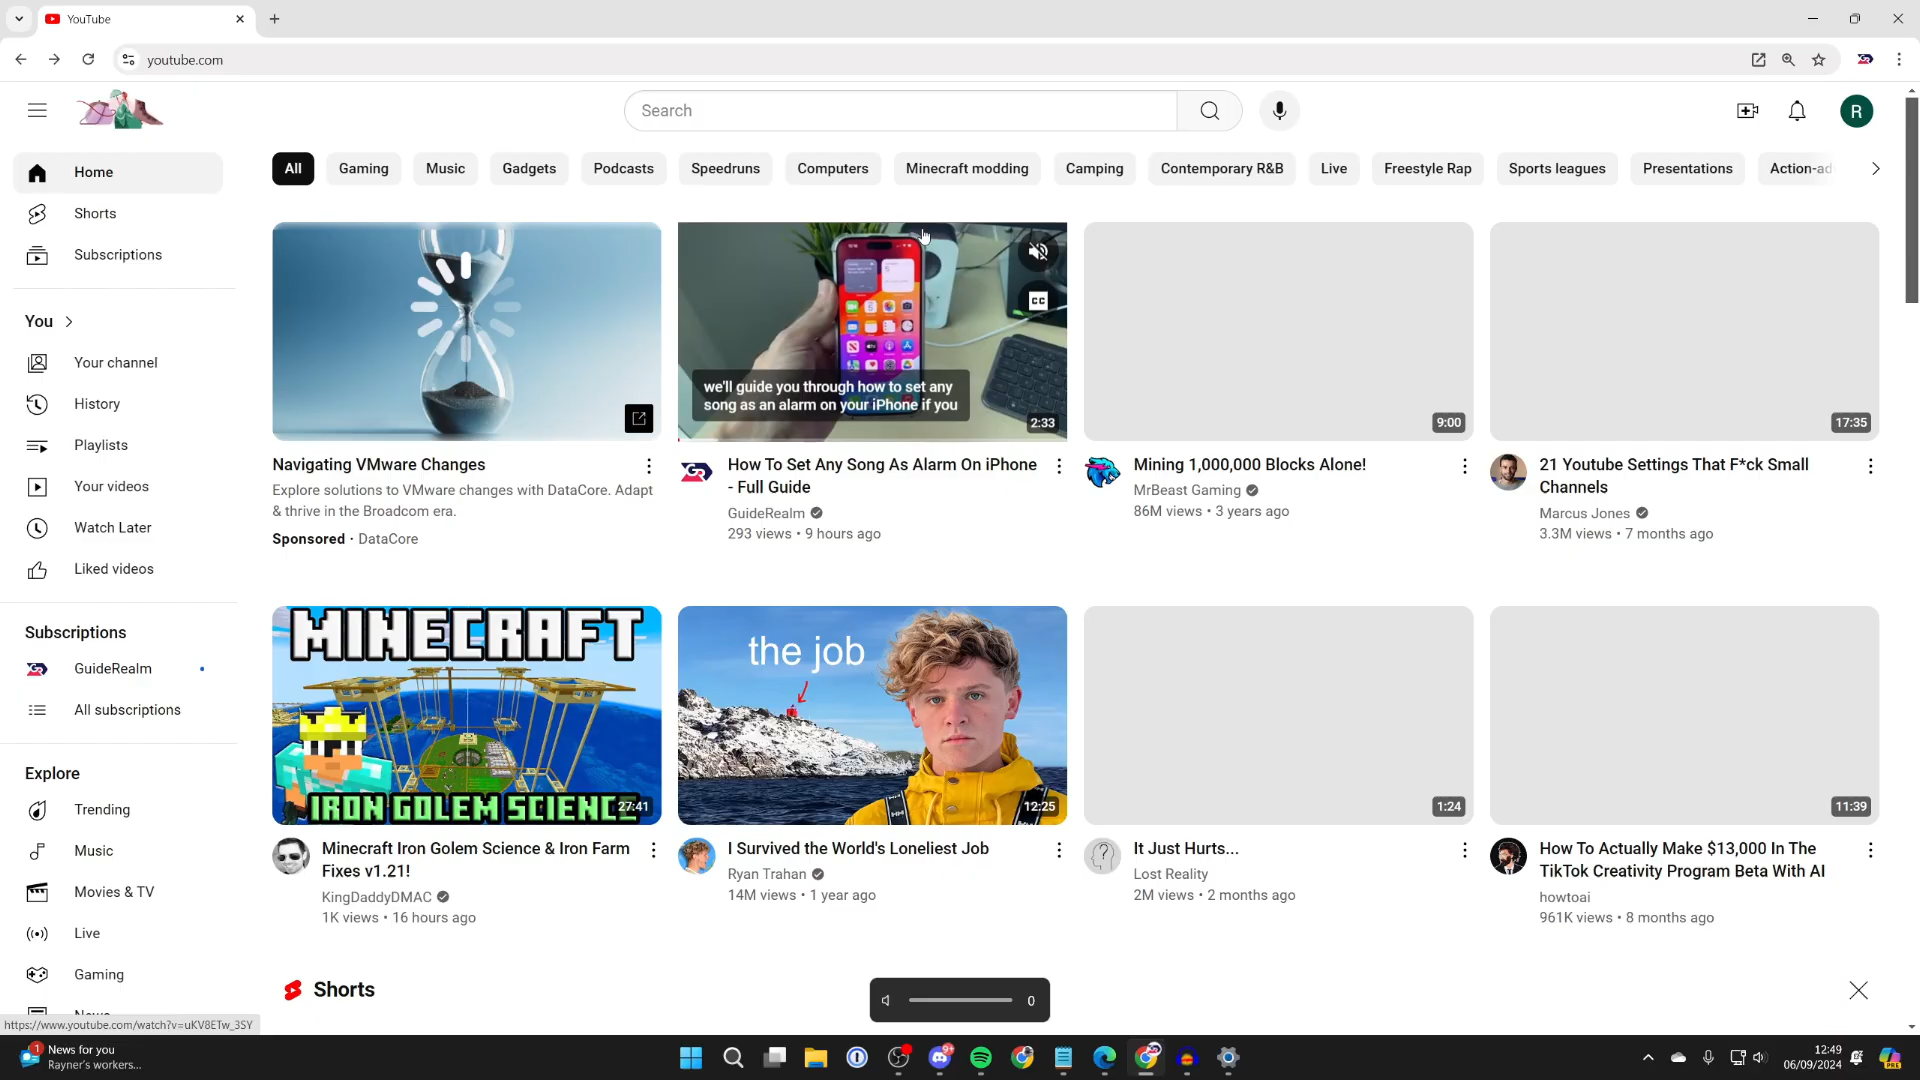 YouTube
youtube.com
Search
R
Home
Shorts
Subscriptions
You
Your channel
History
Playlists
Your videos
Watch Later
Liked videos
Subscriptions
GuideRealm
All subscriptions
Explore
Trending
Music
Movies & TV
Live
Gaming
All
Gaming
Music
Gadgets
Podcasts
Speedruns
Computers
Minecraft modding
Camping
Contemporary R&B
Live
Freestyle Rap
Sports leagues
Presentations
Action-ad
Navigating VMware Changes
Explore solutions to VMware changes with DataCore. Adapt
& thrive in the Broadcom era.
Sponsored · DataCore
CC
we'll guide you through how to set any
song as an alarm on your iPhone if you
2:33
How To Set Any Song As Alarm On iPhone
- Full Guide
GuideRealm
293 views • 9 hours ago
9:00
Mining 1,000,000 Blocks Alone!
MrBeast Gaming
86M views • 3 years ago
17:35
21 Youtube Settings That F*ck Small
Channels
Marcus Jones
3.3M views • 7 months ago
MINECRAFT
IRON GOLEM SCIENCE
27:41
Minecraft Iron Golem Science & Iron Farm
Fixes v1.21!
KingDaddyDMAC
1K views • 16 hours ago
the job
HH
12:25
I Survived the World's Loneliest Job
Ryan Trahan
14M views • 1 year ago
1:24
It Just Hurts...
Lost Reality
2M views • 2 months ago
11:39
How To Actually Make $13,000 In The
TikTok Creativity Program Beta With AI
howtoai
961K views • 8 months ago
Shorts
0
https://www.youtube.com/watch?v=uKV8ETw_3SY
1
News for you
Rayner's workers...
9+
12:49
06/09/2024
PRE